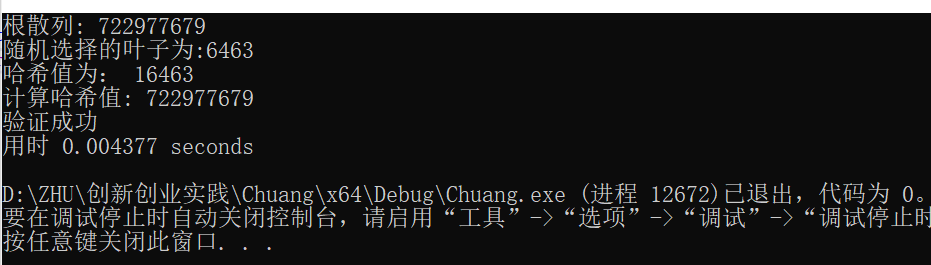 根散列: 722977679
随机选择的叶子为:6463
哈希值为： 16463
计算哈希值: 722977679
验证成功
用时 0.004377 seconds
D:\ZHU\创新创业实践\Chuang\x64\Debug\Chuang.exe (进程 12672)已退出，代码为 0。
要在调试停止时自动关闭控制台，请启用“工具”->“选项”->“调试”->“调试停止时
按任意键关闭此窗口. . .